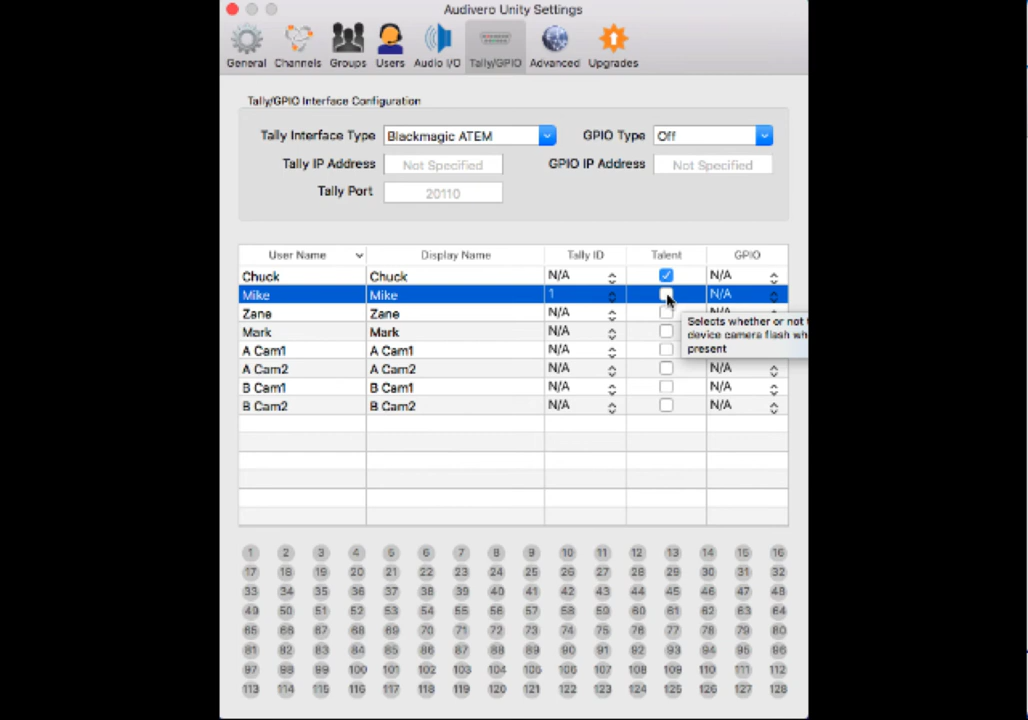 Audivero Unity Settings
General Channels Groups Users Audio I/O Tally/GPIO Advanced Upgrades
Tally/GPIO Interface Configuration
Tally Interface Type Blackmagic ATEM GPIO Type Off
Tally IP Address Not Specified GPIO IP Address Not Specified
Tally Port 20110
User Name Display Name Tally ID Talent GPIO
Chuck Chuck N/A N/A
Mike Mike 1 N/A
Zane Zane N/A N/A
Mark Mark N/A
A Cam1 A Cam1 N/A
A Cam2 A Cam2 N/A N/A
B Cam1 B Cam1 N/A N/A
B Cam2 B Cam2 N/A N/A
Selects whether or not
device camera flash wh
present
1 2 3 4 5 6 7 8 9 10 11 12 13 14 15 16
17 18 19 20 21 22 23 24 25 26 27 28 29 30 31 32
33 34 35 36 37 38 39 40 41 42 43 44 45 46 47 48
49 50 51 52 53 54 55 56 57 58 59 60 61 62 63 64
65 66 67 68 69 70 71 72 73 74 75 76 77 78 79 80
81 82 83 84 85 86 87 88 89 90 91 92 93 94 95 96
97 98 99 100 101 102 103 104 105 106 107 108 109 110 111 112
113 114 115 116 117 118 119 120 121 122 123 124 125 126 127 128